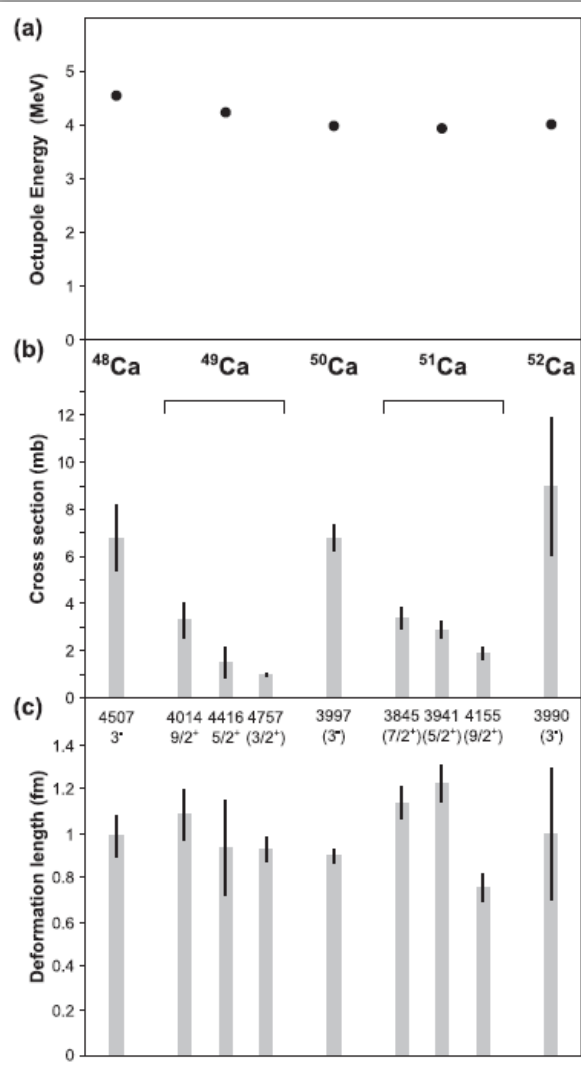 (a)
Octupole Energy (MeV)
5
4
3
2
1
0
(b)
⁴⁸Ca ⁴⁹Ca ⁵⁰Ca ⁵¹Ca ⁵²Ca
Cross section (mb)
12
10
8
6
4
2
0
(c)
4507 4014 4416 4757 3997 3845 3941 4155 3990
3⁻ 9/2⁺ 5/2⁺ (3/2⁺) (3⁻) (7/2⁺) (5/2⁺) (9/2⁺) (3⁻)
Deformation length (fm)
1.4
1.2
1
0.8
0.6
0.4
0.2
0